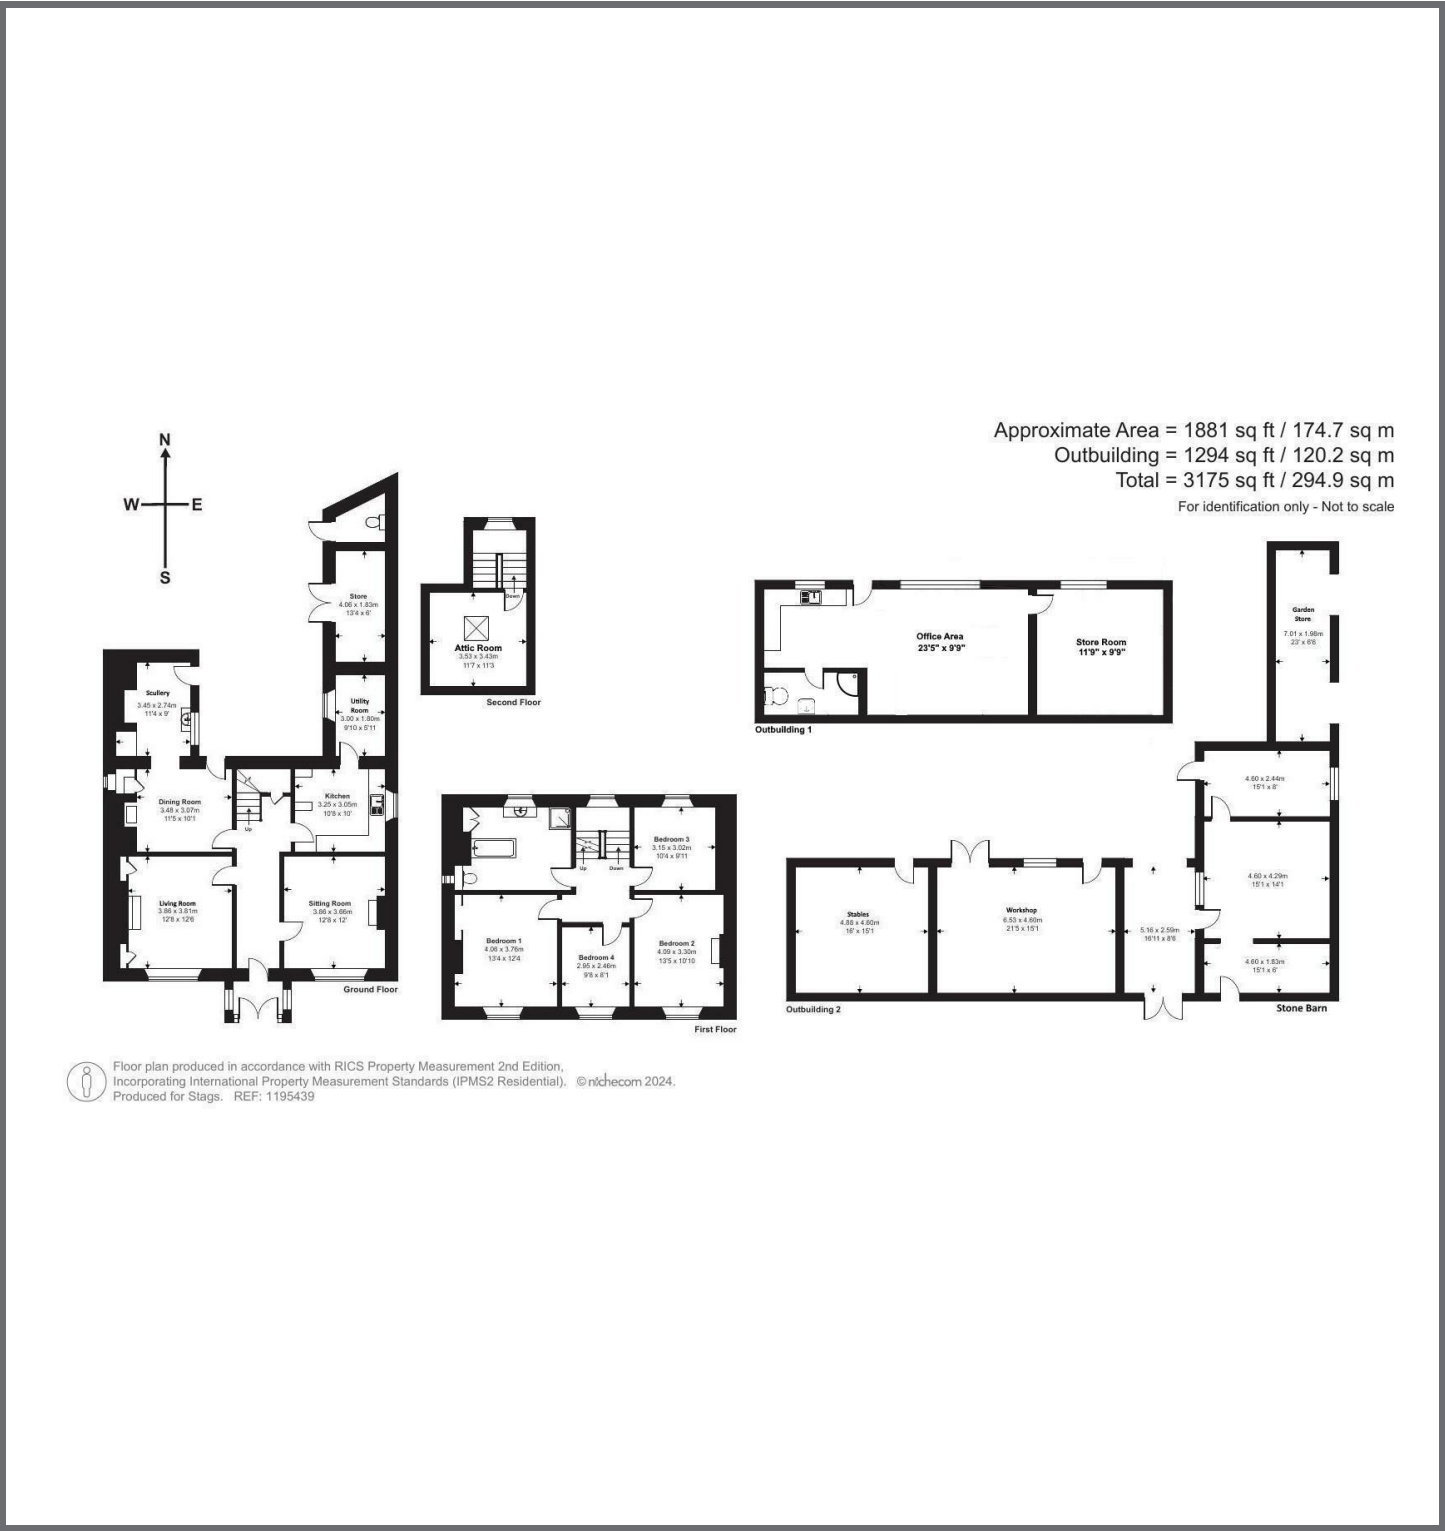 Approximate Area = 1881 sq ft / 174.7 sq m
Outbuilding = 1294 sq ft / 120.2 sq m
Total = 3175 sq ft / 294.9 sq m
For identification only - Not to scale
N
W
E
S
Store
4.06 x 1.83m
13'4 x 6'
Scullery
3.45 x 2.74m
11'4 x 9'
Utility
Room
3.00 x 1.80m
9'10 x 5'11
Dining Room
3.48 x 3.07m
11'5 x 10'1
Up
Kitchen
3.25 x 3.05m
10'8 x 10'
Living Room
3.86 x 3.81m
12'8 x 12'6
Sitting Room
3.86 x 3.66m
12'8 x 12'
Ground Floor
Down
Attic Room
3.53 x 3.43m
11'7 x 11'3
Second Floor
Up
Down
Bedroom 3
3.15 x 3.02m
10'4 x 9'11
Bedroom 1
4.06 x 3.76m
13'4 x 12'4
Bedroom 4
2.95 x 2.46m
9'8 x 8'1
Bedroom 2
4.09 x 3.30m
13'5 x 10'10
First Floor
Office Area
23'5" x 9'9"
Store Room
11'9" x 9'9"
Outbuilding 1
Garden
Store
7.01 x 1.98m
23' x 6'6
4.60 x 2.44m
15'1 x 8'
4.60 x 4.29m
15'1 x 14'1
4.60 x 1.83m
15'1 x 6'
Stables
4.88 x 4.60m
16' x 15'1
Workshop
6.53 x 4.60m
21'5 x 15'1
5.16 x 2.59m
16'11 x 8'6
Outbuilding 2
Stone Barn
Floor plan produced in accordance with RICS Property Measurement 2nd Edition,
Incorporating International Property Measurement Standards (IPMS2 Residential). ©nichecom 2024.
Produced for Stags. REF: 1195439